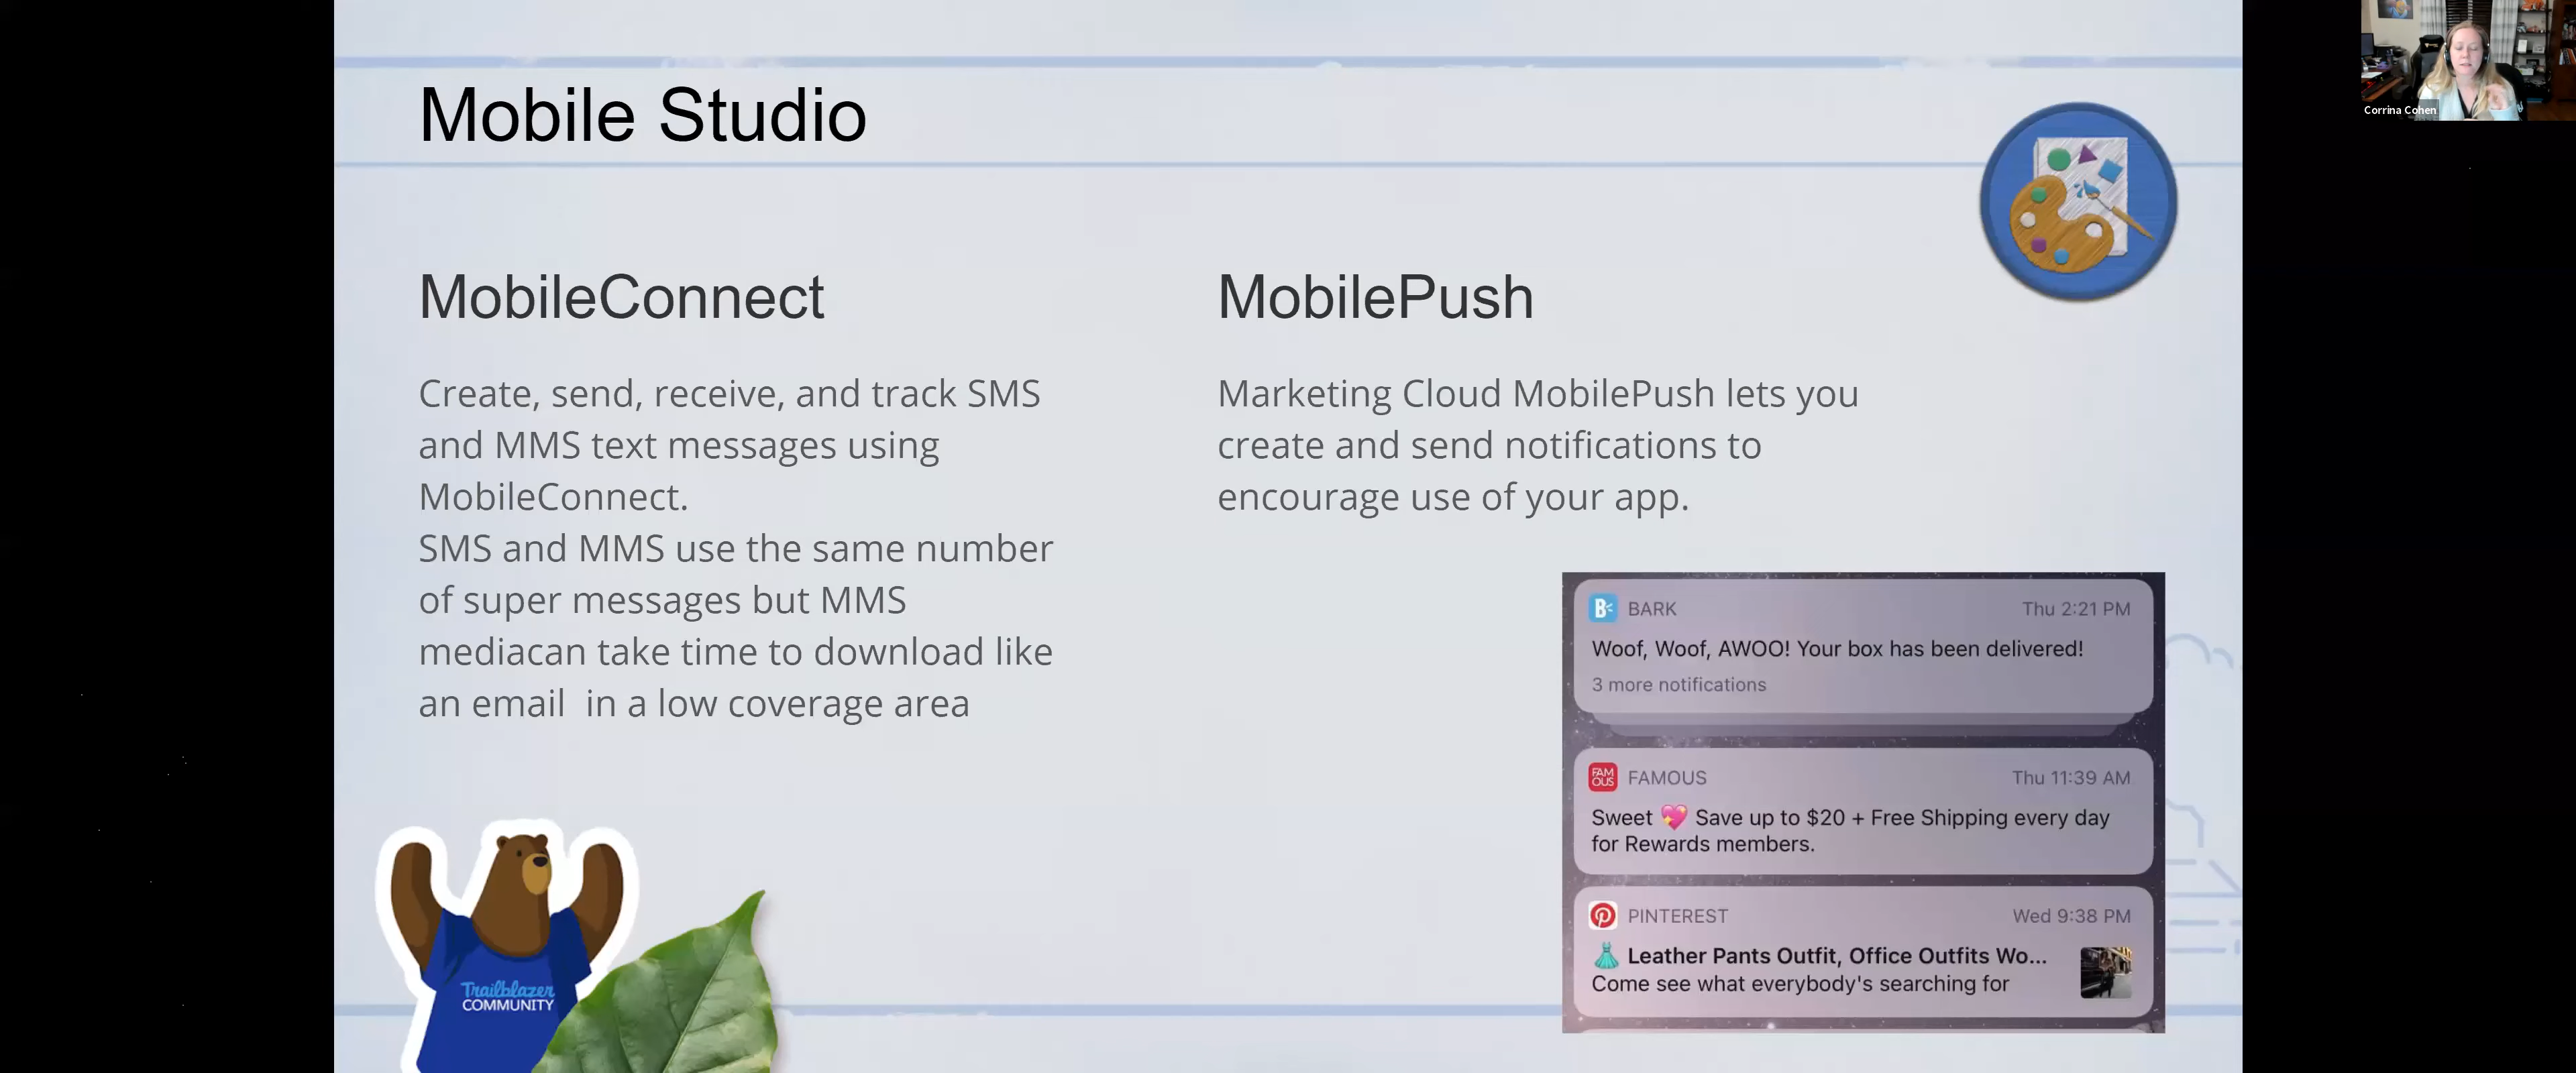 Mobile Studio
Corrina Cohen
MobileConnect
Create, send, receive, and track SMS
and MMS text messages using
MobileConnect.
SMS and MMS use the same number
of super messages but MMS
mediacan take time to download like
an email  in a low coverage area
MobilePush
Marketing Cloud MobilePush lets you
create and send notifications to
encourage use of your app.
B
BARK
Thu 2:21 PM
Woof, Woof, AWOO! Your box has been delivered!
3 more notifications
FAM
OUS
FAMOUS
Thu 11:39 AM
Sweet 💖 Save up to $20 + Free Shipping every day
for Rewards members.
PINTEREST
Wed 9:38 PM
👗 Leather Pants Outfit, Office Outfits Wo...
Come see what everybody's searching for
Trailblazer
COMMUNITY